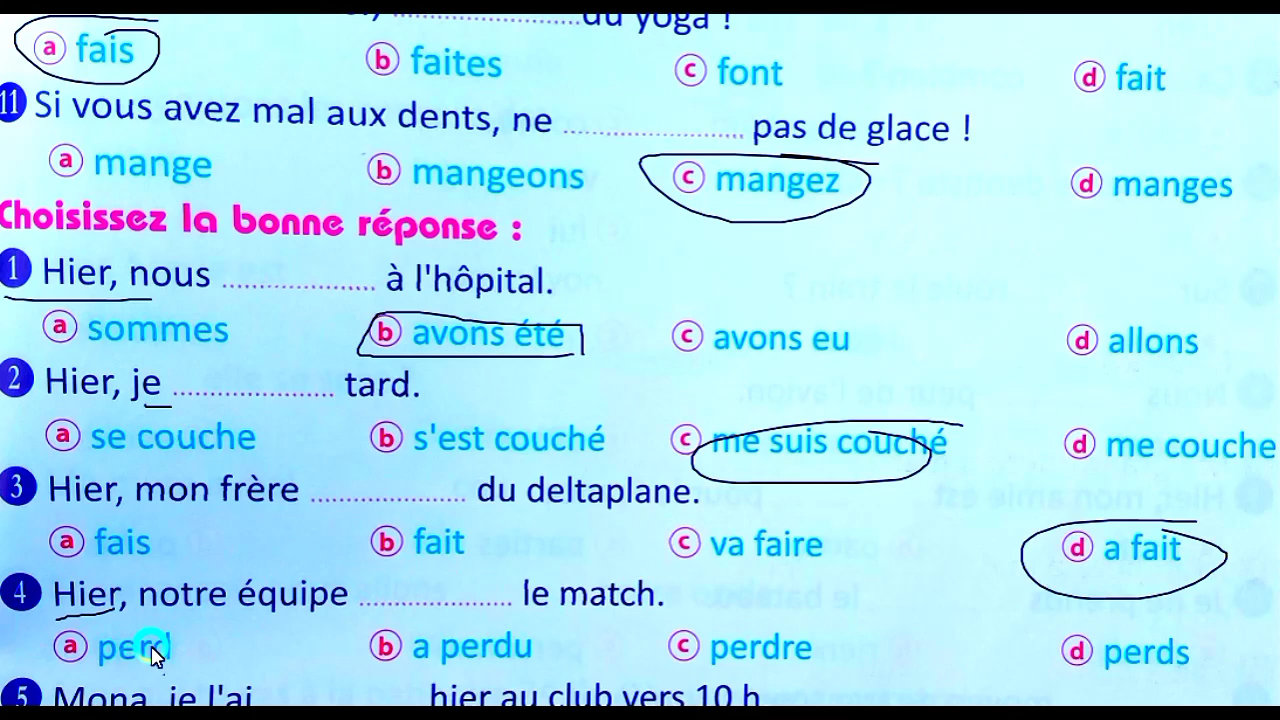 du yoga !
a fais b faites c font d fait
11 Si vous avez mal aux dents, ne .................... pas de glace !
a mange b mangeons c mangez d manges
Choisissez la bonne réponse :
1 Hier, nous .................... à l'hôpital.
a sommes b avons été c avons eu d allons
2 Hier, je .................... tard.
a se couche b s'est couché c me suis couché d me couche
3 Hier, mon frère .................... du deltaplane.
a fais b fait c va faire d a fait
4 Hier, notre équipe .................... le match.
a perd b a perdu c perdre d perds
5 Mona, je l'ai hier au club vers 10 h